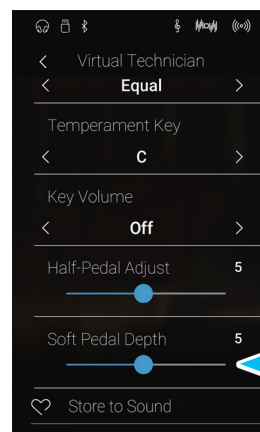 Virtual Technician
< Equal >
Temperament Key
< C >
Key Volume
< Off >
Half-Pedal Adjust 5
Soft Pedal Depth 5
Store to Sound